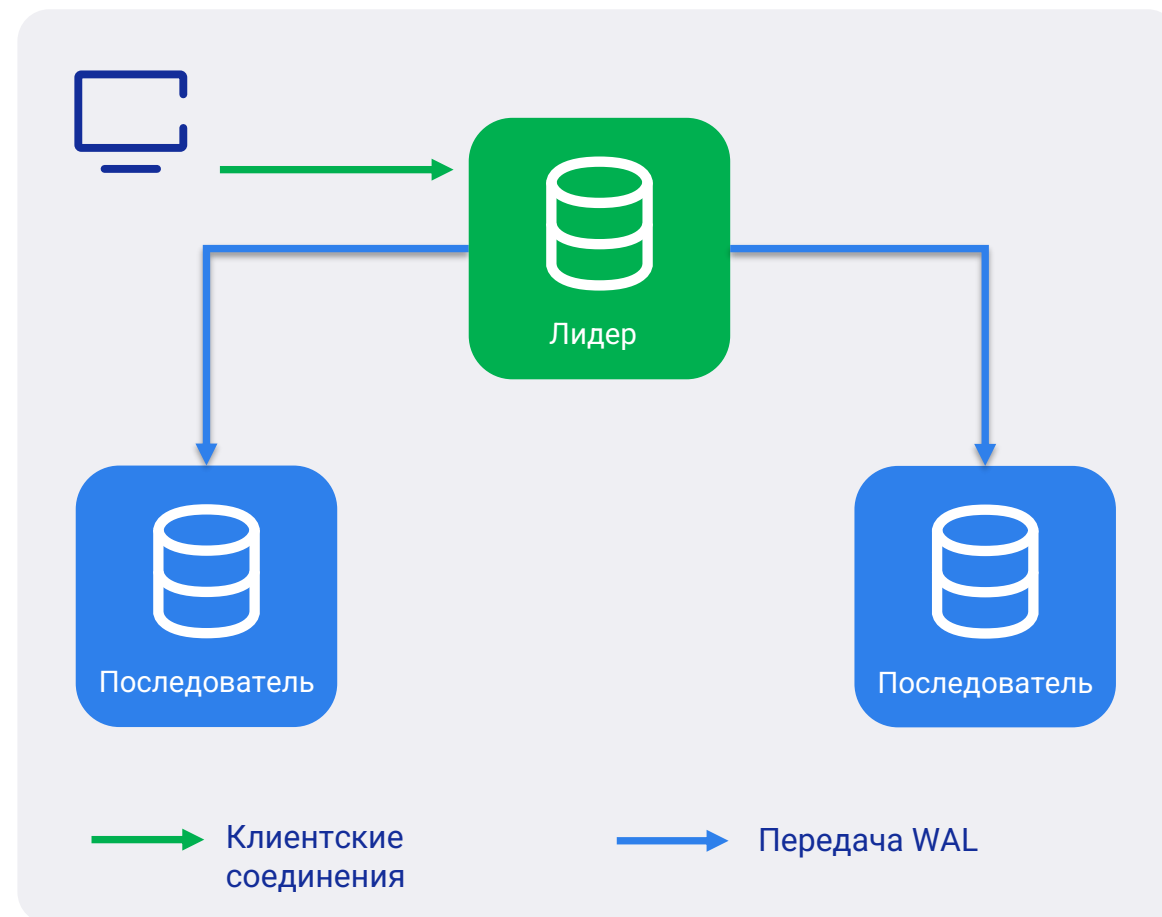 Лидер
Последователь
Последователь
Клиентские
соединения
Передача WAL